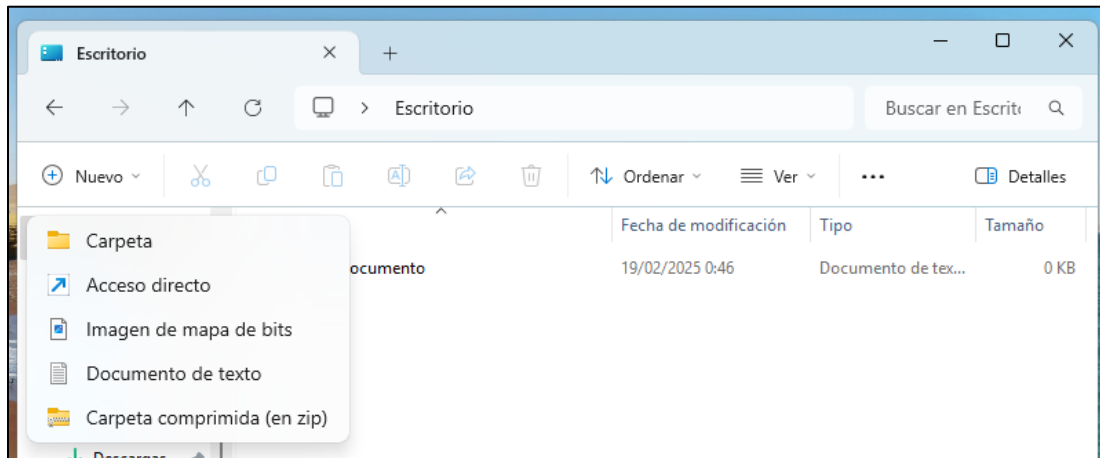 Escritorio
Escritorio
Buscar en Escrit
Nuevo
Ordenar
Ver
Detalles
Fecha de modificación Tipo Tamaño
Carpeta
ocumento 19/02/2025 0:46 Documento de tex... 0 KB
Acceso directo
Imagen de mapa de bits
Documento de texto
Carpeta comprimida (en zip)
Descargas